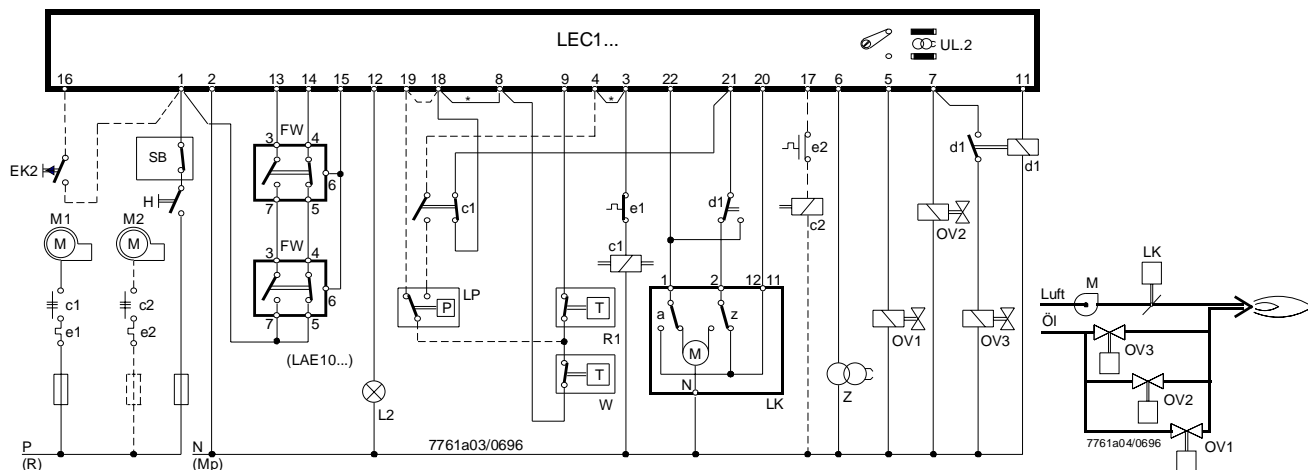 LEC1...
UL.2
16 1 2 13 14 15 12 19 18 8 9 4 3 22 21 20 17 6 5 7 11
* *
FW
3 4
SB
e2
d1
d1
EK2
6
H
7 5
c1
e1
d1
c2
OV2
M1 M2
FW
M M
3 4
c1
LK
6
1 2 12 11
Luft
M
c1 c2
LP
P
T
a z
Öl
e1 e2
7 5
R1
M
OV1
OV3
OV3
(LAE10...)
T
N
Z
OV2
L2
W
LK
P
(R)
N
(Mp)
7761a03/0696
7761a04/0696
OV1